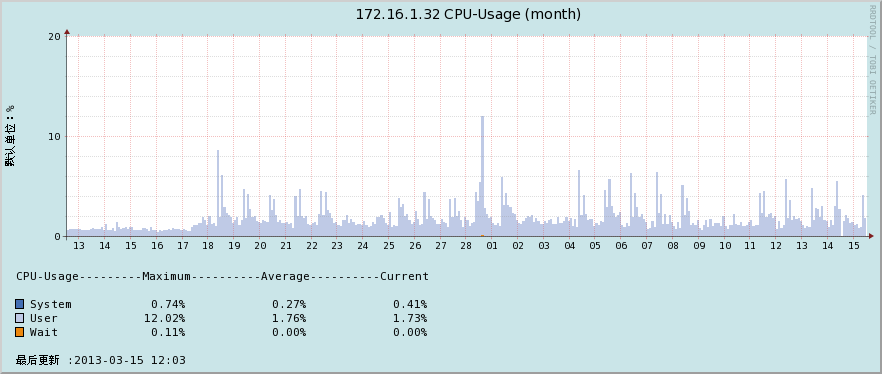 172.16.1.32 CPU-Usage (month)
RRDTOOL / TOBI OETIKER
默认单位：%
20
10
0
13 14 15 16 17 18 19 20 21 22 23 24 25 26 27 28 01 02 03 04 05 06 07 08 09 10 11 12 13 14 15
CPU-Usage---------Maximum----------Average----------Current
System 0.74% 0.27% 0.41%
User 12.02% 1.76% 1.73%
Wait 0.11% 0.00% 0.00%
最后更新 :2013-03-15 12:03